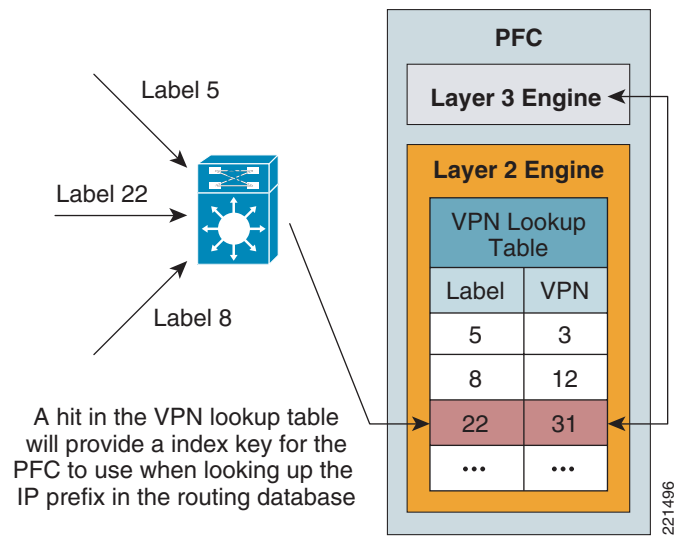 Label 5
Label 22
Label 8
A hit in the VPN lookup table
will provide a index key for the
PFC to use when looking up the
IP prefix in the routing database
PFC
Layer 3 Engine
Layer 2 Engine
VPN Lookup
Table
Label VPN
5 3
8 12
22 31
••• •••
221496